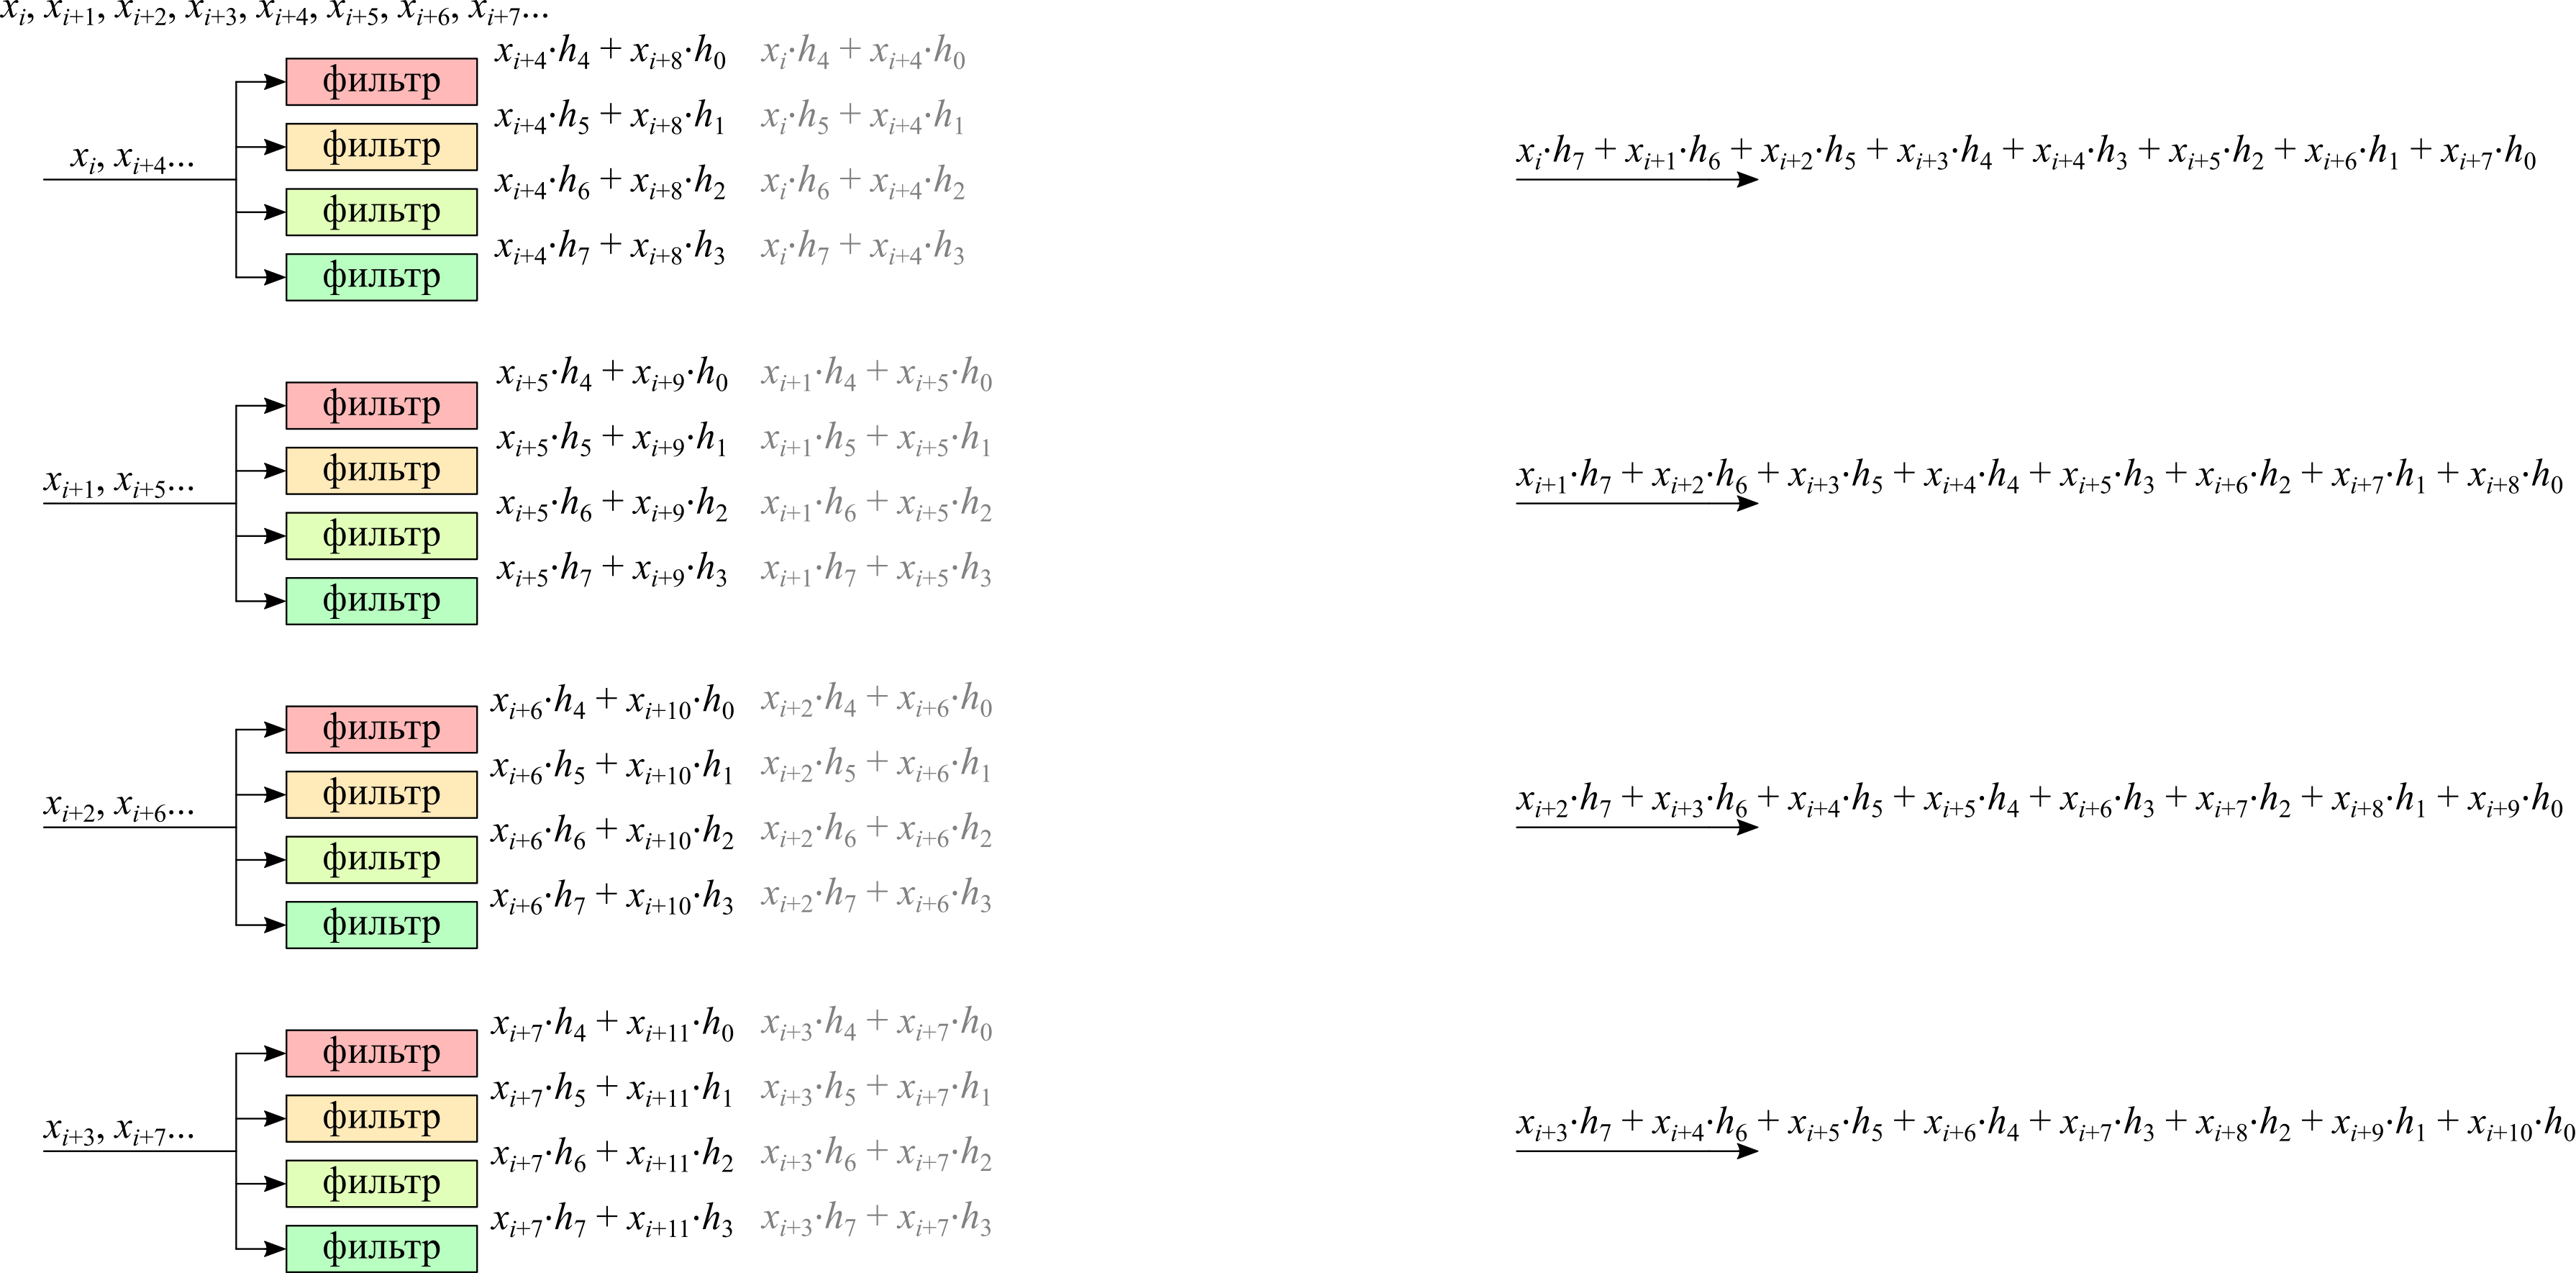 xᵢ, xᵢ₊₁, xᵢ₊₂, xᵢ₊₃, xᵢ₊₄, xᵢ₊₅, xᵢ₊₆, xᵢ₊₇...
xᵢ₊₄·h₄ + xᵢ₊₈·h₀ xᵢ·h₄ + xᵢ₊₄·h₀
фильтр
xᵢ₊₄·h₅ + xᵢ₊₈·h₁ xᵢ·h₅ + xᵢ₊₄·h₁
фильтр
xᵢ, xᵢ₊₄...
xᵢ·h₇ + xᵢ₊₁·h₆ + xᵢ₊₂·h₅ + xᵢ₊₃·h₄ + xᵢ₊₄·h₃ + xᵢ₊₅·h₂ + xᵢ₊₆·h₁ + xᵢ₊₇·h₀
xᵢ₊₄·h₆ + xᵢ₊₈·h₂ xᵢ·h₆ + xᵢ₊₄·h₂
фильтр
xᵢ₊₄·h₇ + xᵢ₊₈·h₃ xᵢ·h₇ + xᵢ₊₄·h₃
фильтр
xᵢ₊₅·h₄ + xᵢ₊₉·h₀ xᵢ₊₁·h₄ + xᵢ₊₅·h₀
фильтр
xᵢ₊₅·h₅ + xᵢ₊₉·h₁ xᵢ₊₁·h₅ + xᵢ₊₅·h₁
фильтр
xᵢ₊₁, xᵢ₊₅...
xᵢ₊₁·h₇ + xᵢ₊₂·h₆ + xᵢ₊₃·h₅ + xᵢ₊₄·h₄ + xᵢ₊₅·h₃ + xᵢ₊₆·h₂ + xᵢ₊₇·h₁ + xᵢ₊₈·h₀
xᵢ₊₅·h₆ + xᵢ₊₉·h₂ xᵢ₊₁·h₆ + xᵢ₊₅·h₂
фильтр
xᵢ₊₅·h₇ + xᵢ₊₉·h₃ xᵢ₊₁·h₇ + xᵢ₊₅·h₃
фильтр
xᵢ₊₆·h₄ + xᵢ₊₁₀·h₀ xᵢ₊₂·h₄ + xᵢ₊₆·h₀
фильтр
xᵢ₊₆·h₅ + xᵢ₊₁₀·h₁ xᵢ₊₂·h₅ + xᵢ₊₆·h₁
фильтр
xᵢ₊₂, xᵢ₊₆...
xᵢ₊₂·h₇ + xᵢ₊₃·h₆ + xᵢ₊₄·h₅ + xᵢ₊₅·h₄ + xᵢ₊₆·h₃ + xᵢ₊₇·h₂ + xᵢ₊₈·h₁ + xᵢ₊₉·h₀
xᵢ₊₆·h₆ + xᵢ₊₁₀·h₂ xᵢ₊₂·h₆ + xᵢ₊₆·h₂
фильтр
xᵢ₊₆·h₇ + xᵢ₊₁₀·h₃ xᵢ₊₂·h₇ + xᵢ₊₆·h₃
фильтр
xᵢ₊₇·h₄ + xᵢ₊₁₁·h₀ xᵢ₊₃·h₄ + xᵢ₊₇·h₀
фильтр
xᵢ₊₇·h₅ + xᵢ₊₁₁·h₁ xᵢ₊₃·h₅ + xᵢ₊₇·h₁
фильтр
xᵢ₊₃, xᵢ₊₇...
xᵢ₊₃·h₇ + xᵢ₊₄·h₆ + xᵢ₊₅·h₅ + xᵢ₊₆·h₄ + xᵢ₊₇·h₃ + xᵢ₊₈·h₂ + xᵢ₊₉·h₁ + xᵢ₊₁₀·h₀
xᵢ₊₇·h₆ + xᵢ₊₁₁·h₂ xᵢ₊₃·h₆ + xᵢ₊₇·h₂
фильтр
xᵢ₊₇·h₇ + xᵢ₊₁₁·h₃ xᵢ₊₃·h₇ + xᵢ₊₇·h₃
фильтр